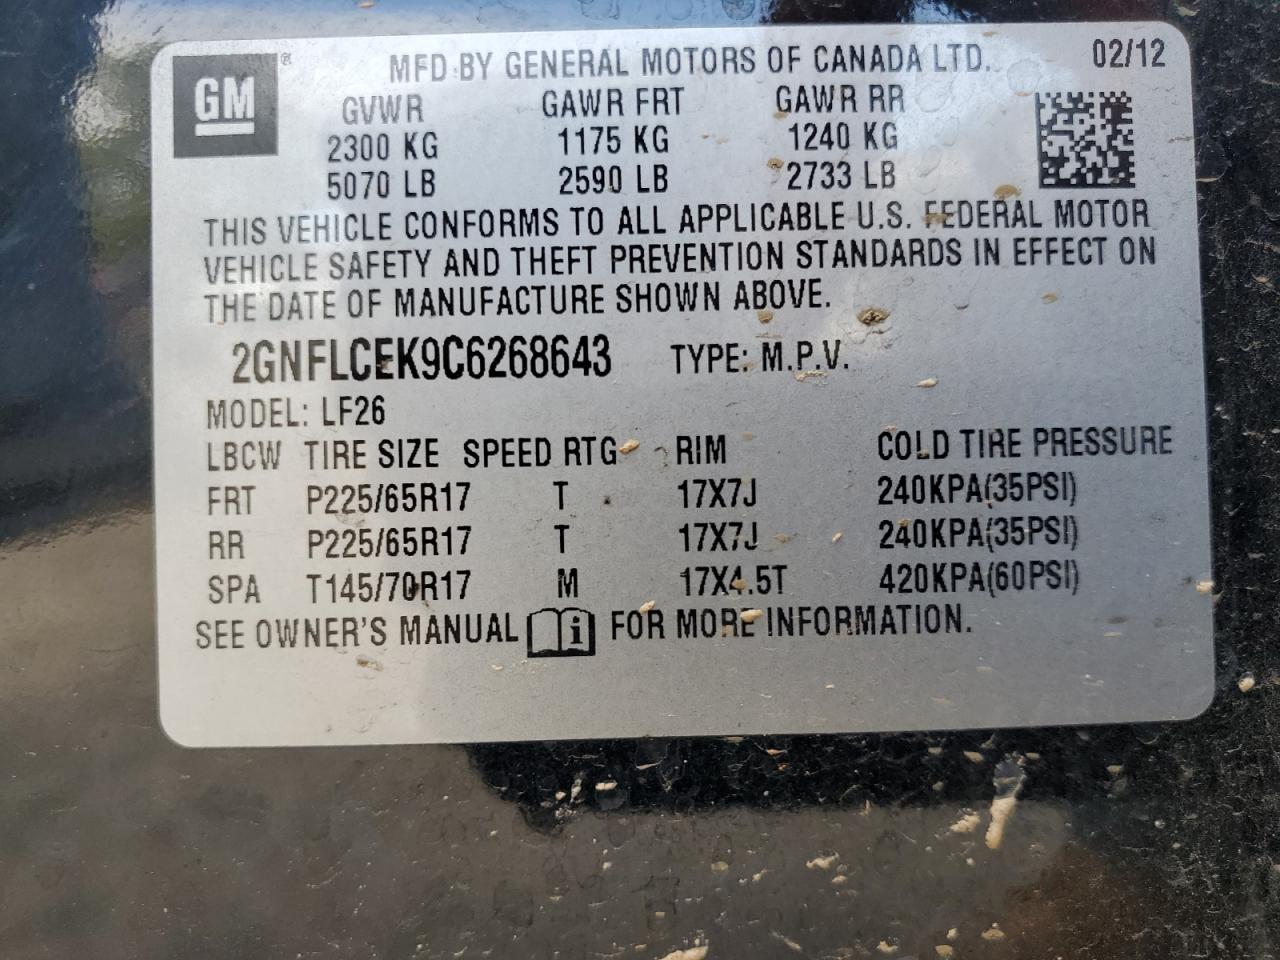 GM® MFD BY GENERAL MOTORS OF CANADA LTD. 02/12
GVWR GAWR FRT GAWR RR
2300 KG 1175 KG 1240 KG
5070 LB 2590 LB 2733 LB
THIS VEHICLE CONFORMS TO ALL APPLICABLE U.S. FEDERAL MOTOR
VEHICLE SAFETY AND THEFT PREVENTION STANDARDS IN EFFECT ON
THE DATE OF MANUFACTURE SHOWN ABOVE.
2GNFLCEK9C6268643 TYPE: M.P.V.
MODEL: LF26
LBCW TIRE SIZE SPEED RTG RIM COLD TIRE PRESSURE
FRT P225/65R17 T 17X7J 240KPA(35PSI)
RR P225/65R17 T 17X7J 240KPA(35PSI)
SPA T145/70R17 M 17X4.5T 420KPA(60PSI)
SEE OWNER'S MANUAL i FOR MORE INFORMATION.